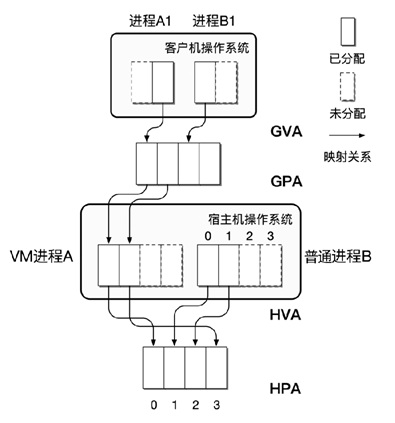 进程A1 进程B1
客户机操作系统
已分配
未分配
映射关系
GVA
GPA
宿主机操作系统
0 1 2 3
VM进程A
普通进程B
HVA
HPA
0 1 2 3